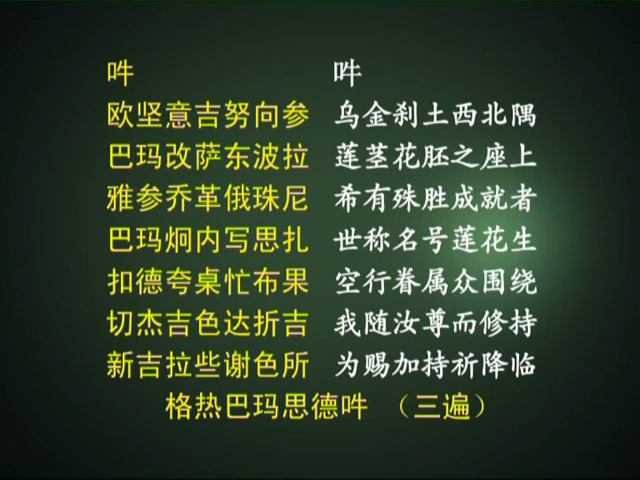 吽 吽
欧坚意吉努向参 乌金刹土西北隅
巴玛改萨东波拉 莲茎花胚之座上
雅参乔革俄珠尼 希有殊胜成就者
巴玛炯内写思扎 世称名号莲花生
扣德夸桌忙布果 空行眷属众围绕
切杰吉色达折吉 我随汝尊而修持
新吉拉些谢色所 为赐加持祈降临
格热巴玛思德吽 （三遍）